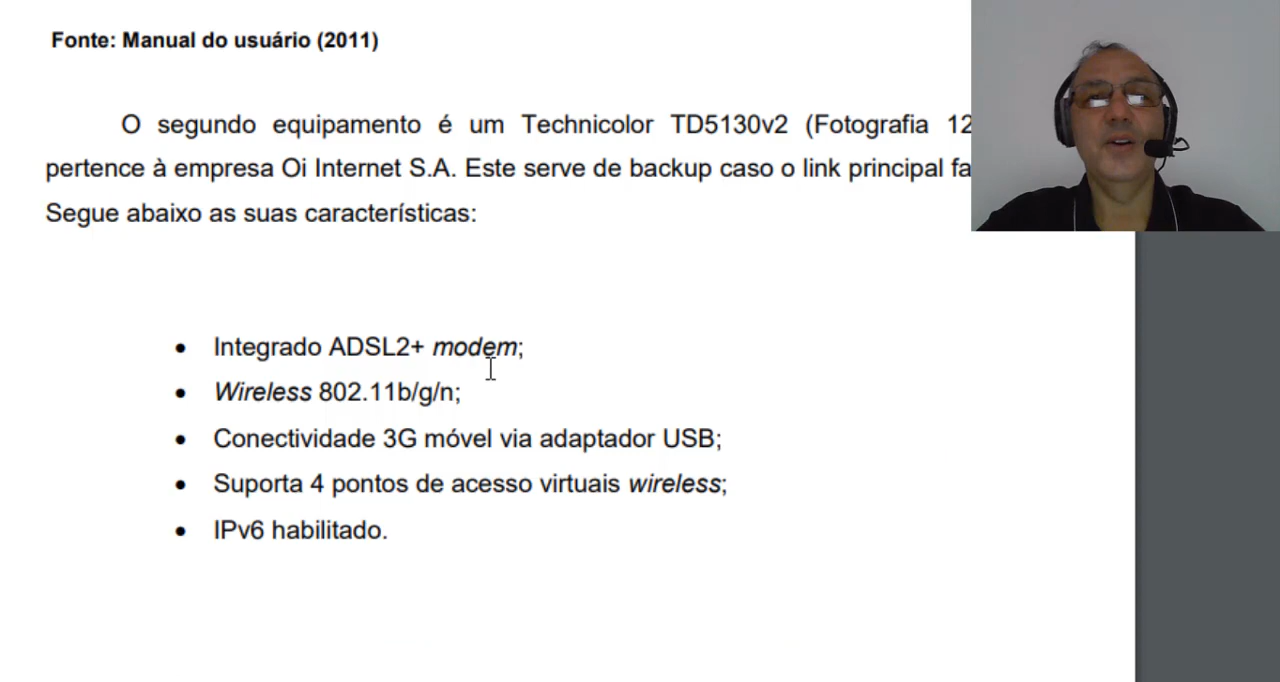 Fonte: Manual do usuário (2011)
O segundo equipamento é um Technicolor TD5130v2 (Fotografia 12
pertence à empresa Oi Internet S.A. Este serve de backup caso o link principal
Segue abaixo as suas características:
• Integrado ADSL2+ modem;
• Wireless 802.11b/g/n;
• Conectividade 3G móvel via adaptador USB;
• Suporta 4 pontos de acesso virtuais wireless;
• IPv6 habilitado.